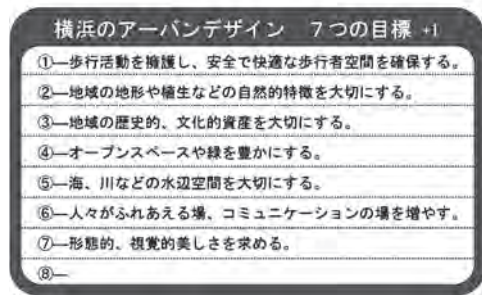 横浜のアーバンデザイン 7つの目標 +1
①―歩行活動を擁護し、安全で快適な歩行者空間を確保する。
②―地域の地形や植生などの自然的特徴を大切にする。
③―地域の歴史的、文化的資産を大切にする。
④―オープンスペースや緑を豊かにする。
⑤―海、川などの水辺空間を大切にする。
⑥―人々がふれあえる場、コミュニケーションの場を増やす。
⑦―形態的、視覚的美しさを求める。
⑧―